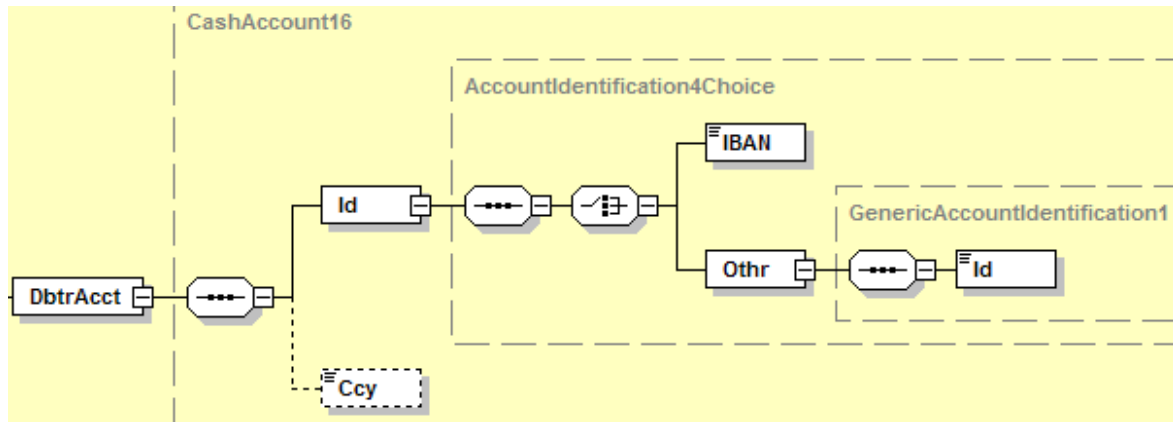 CashAccount16
AccountIdentification4Choice
IBAN
Id
GenericAccountIdentification1
Othr
Id
DbtrAcct
Ccy